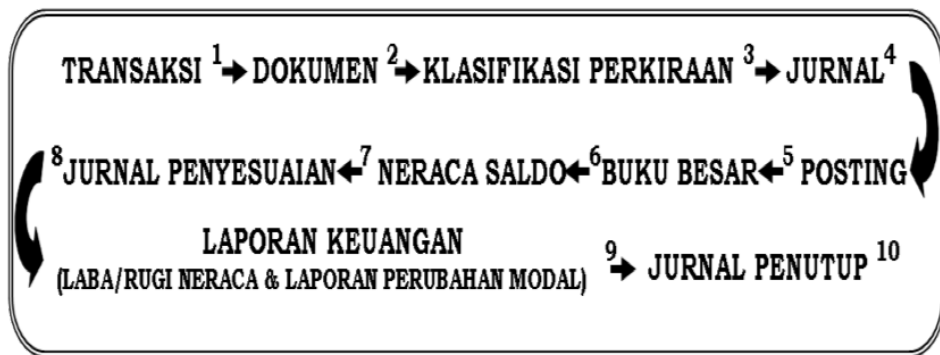 TRANSAKSI 1 → DOKUMEN 2 → KLASIFIKASI PERKIRAAN 3 → JURNAL 4
8 JURNAL PENYESUAIAN ← 7 NERACA SALDO ← 6 BUKU BESAR ← 5 POSTING
LAPORAN KEUANGAN
(LABA/RUGI NERACA & LAPORAN PERUBAHAN MODAL) 9 → JURNAL PENUTUP 10